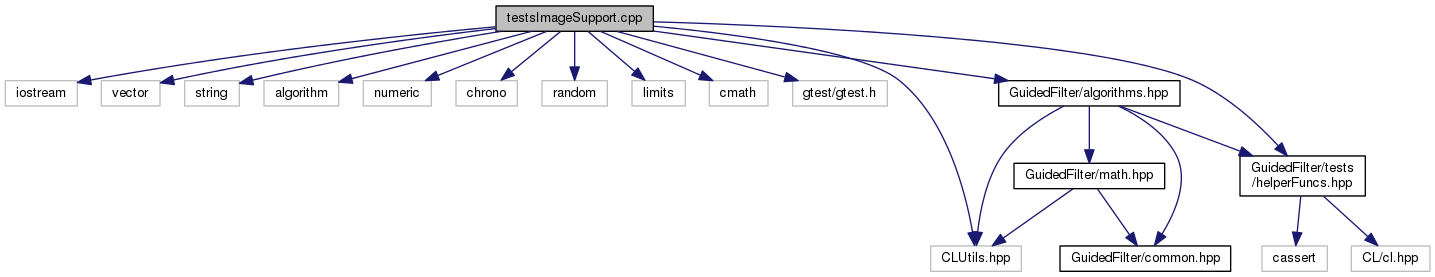 testsImageSupport.cpp
iostream
vector
string
algorithm
numeric
chrono
random
limits
cmath
gtest/gtest.h
GuidedFilter/algorithms.hpp
GuidedFilter/math.hpp
GuidedFilter/tests
/helperFuncs.hpp
CLUtils.hpp
GuidedFilter/common.hpp
cassert
CL/cl.hpp